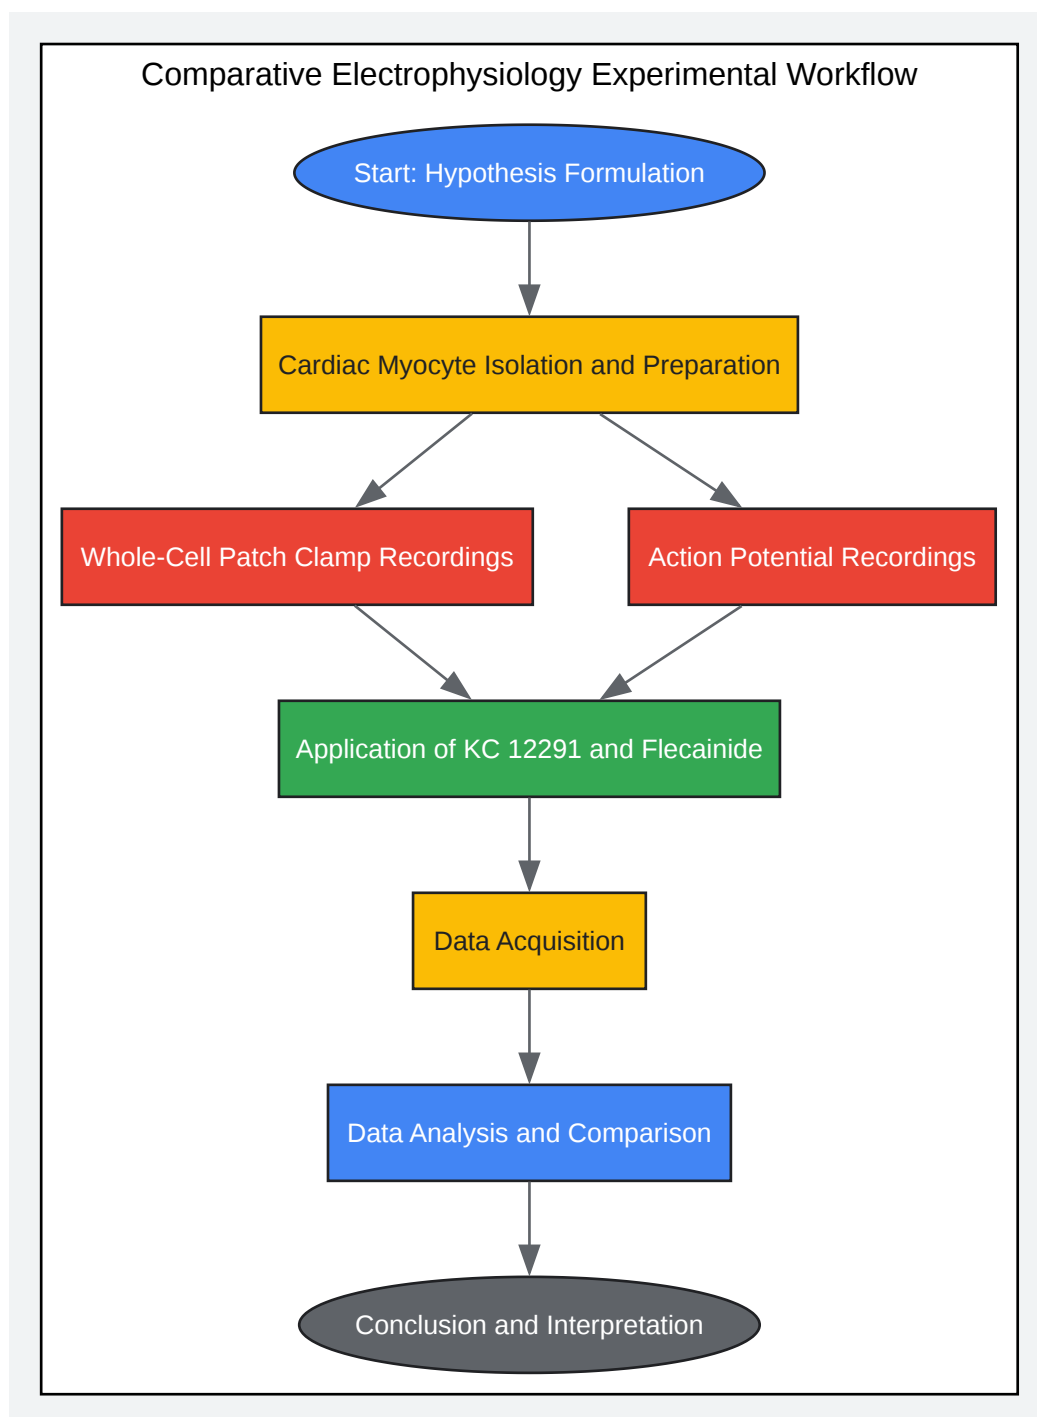 Comparative Electrophysiology Experimental Workflow
Start: Hypothesis Formulation
Cardiac Myocyte Isolation and Preparation
Whole-Cell Patch Clamp Recordings
Action Potential Recordings
Application of KC 12291 and Flecainide
Data Acquisition
Data Analysis and Comparison
Conclusion and Interpretation